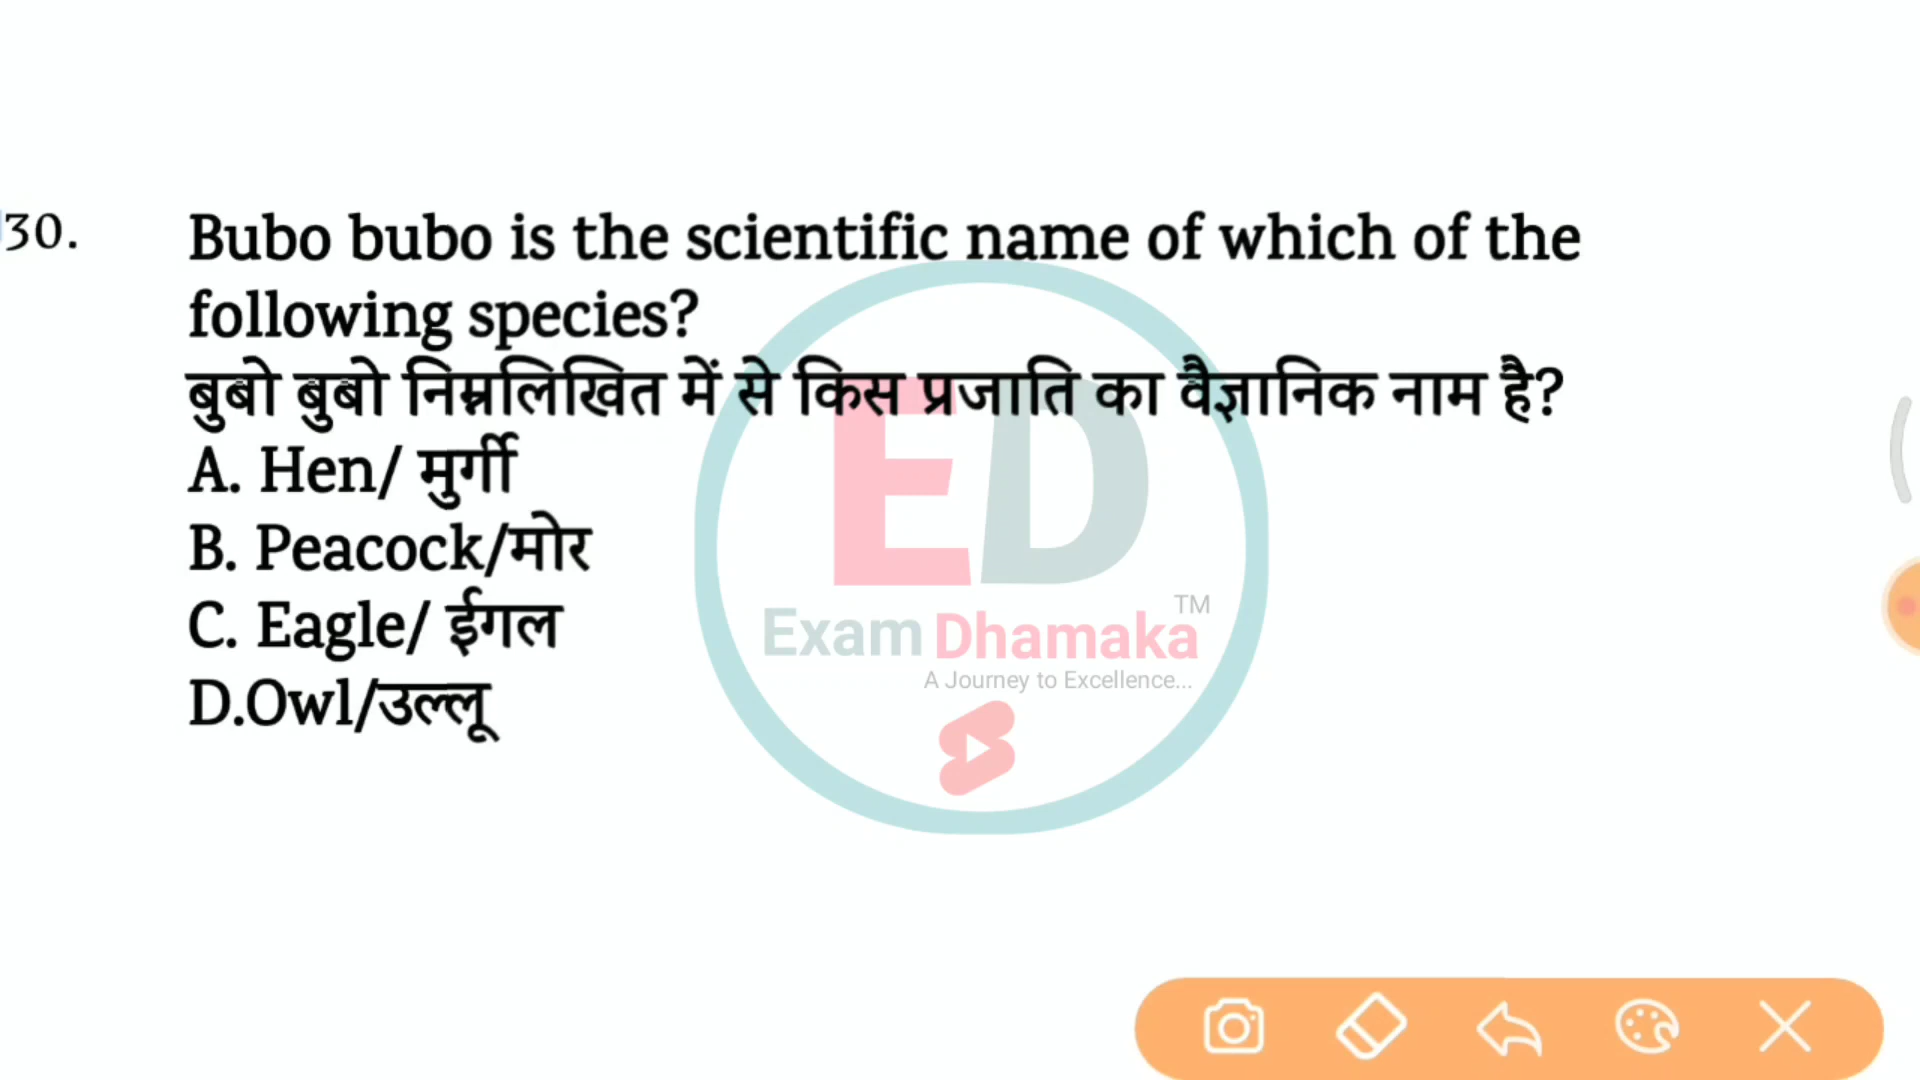 30.
Bubo bubo is the scientific name of which of the
following species?
बुबो बुबो निम्नलिखित में से किस प्रजाति का वैज्ञानिक नाम है?
A. Hen/ मुर्गी
B. Peacock/मोर
C. Eagle/ ईगल
D.Owl/उल्लू
ED
Exam Dhamaka TM
A Journey to Excellence...